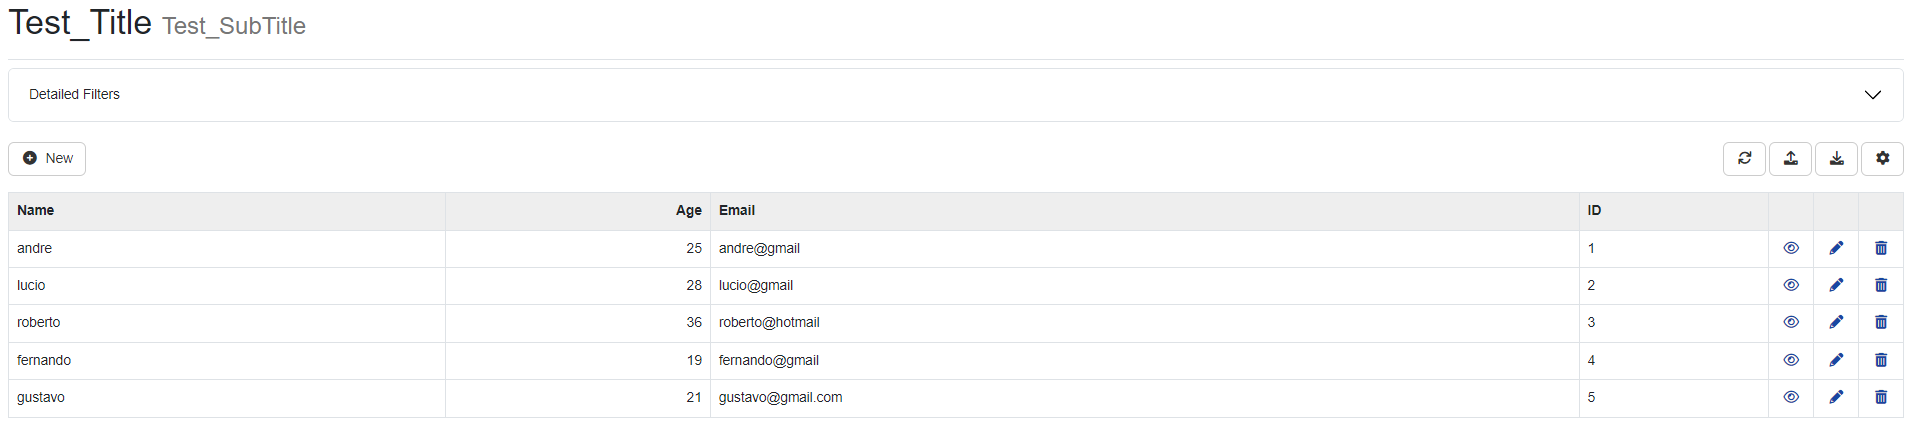 Test_Title Test_SubTitle
Detailed Filters
New
Name Age Email ID
andre 25 andre@gmail 1
lucio 28 lucio@gmail 2
roberto 36 roberto@hotmail 3
fernando 19 fernando@gmail 4
gustavo 21 gustavo@gmail.com 5